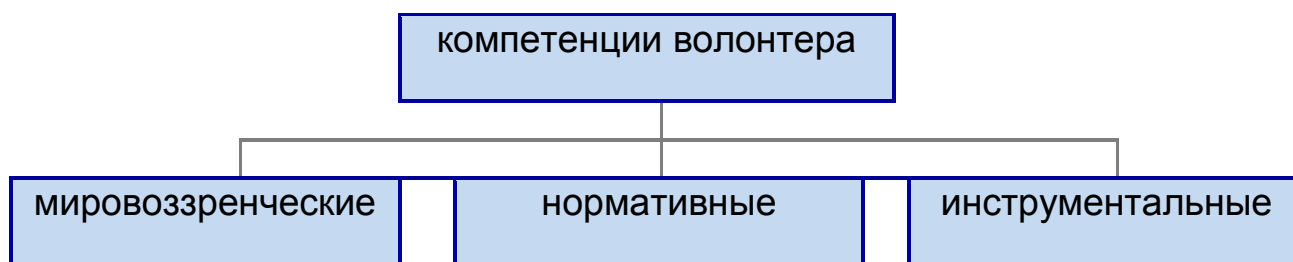 компетенции волонтера
мировоззренческие
нормативные
инструментальные